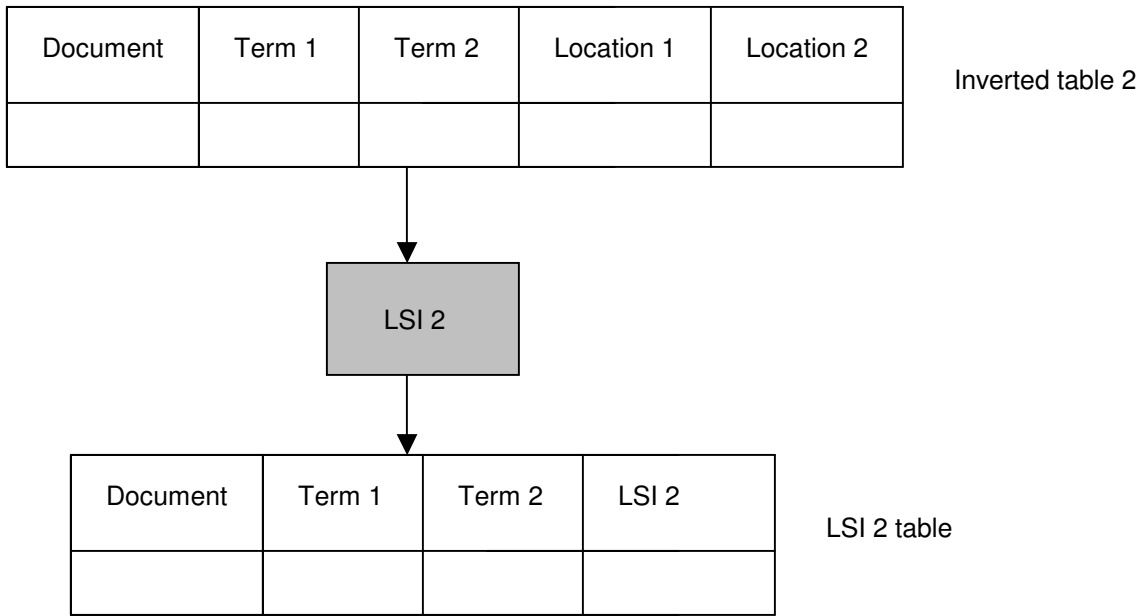 Document Term 1 Term 2 Location 1 Location 2
Inverted table 2
LSI 2
Document Term 1 Term 2 LSI 2
LSI 2 table